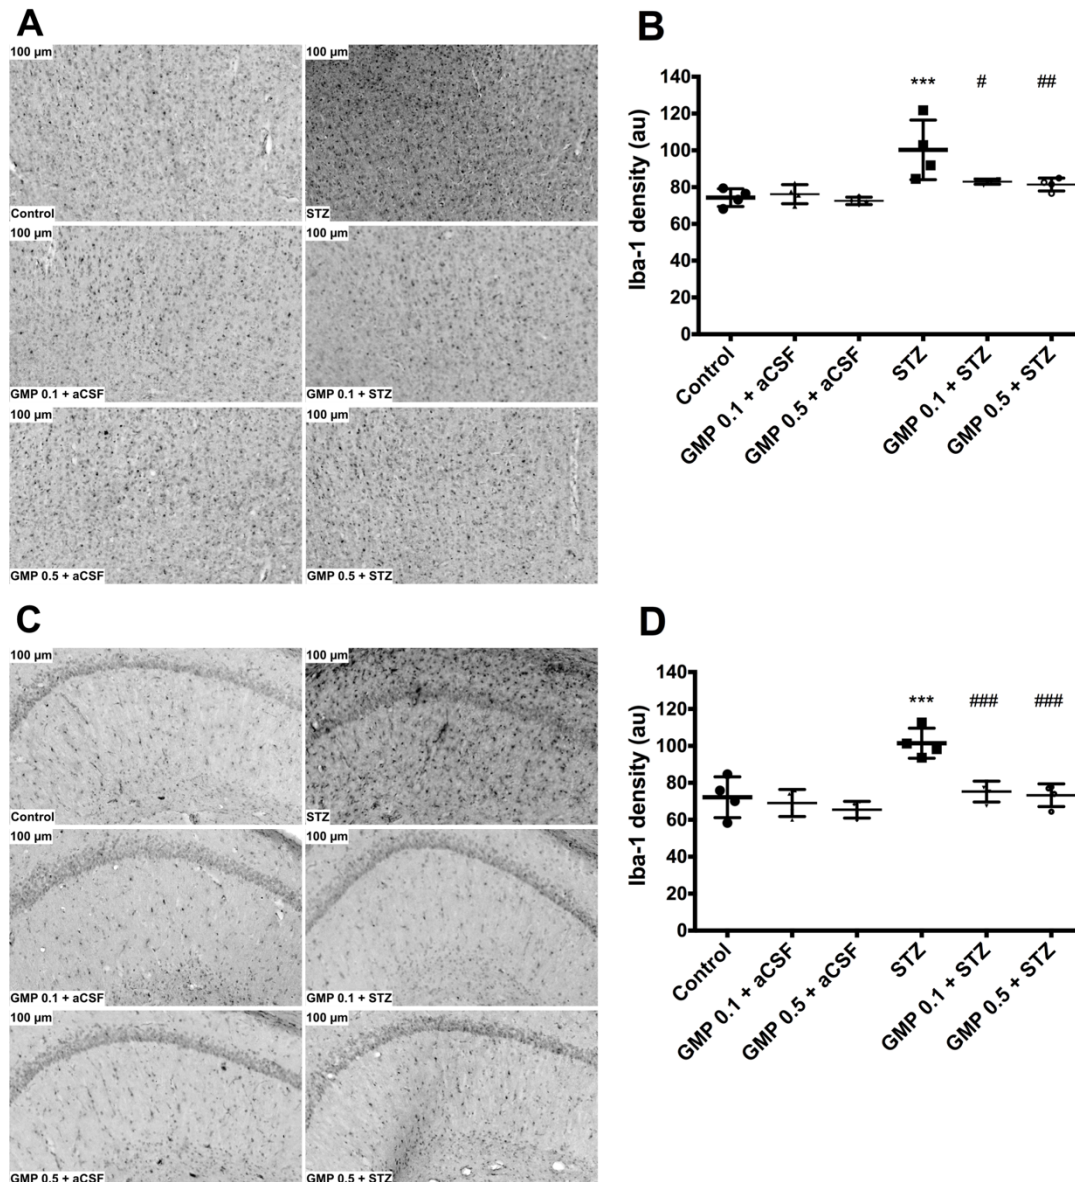 A
100 μm
100 μm
Control
STZ
100 μm
100 μm
GMP 0.1 + aCSF
GMP 0.1 + STZ
100 μm
100 μm
GMP 0.5 + aCSF
GMP 0.5 + STZ
B
Iba-1 density (au)
140
120
100
80
60
40
20
0
***
#
##
Control
GMP 0.1 + aCSF
GMP 0.5 + aCSF
STZ
GMP 0.1 + STZ
GMP 0.5 + STZ
C
100 μm
100 μm
Control
STZ
100 μm
100 μm
GMP 0.1 + aCSF
GMP 0.1 + STZ
100 μm
100 μm
GMP 0.5 + aCSF
GMP 0.5 + STZ
D
Iba-1 density (au)
140
120
100
80
60
40
20
0
***
###
###
Control
GMP 0.1 + aCSF
GMP 0.5 + aCSF
STZ
GMP 0.1 + STZ
GMP 0.5 + STZ